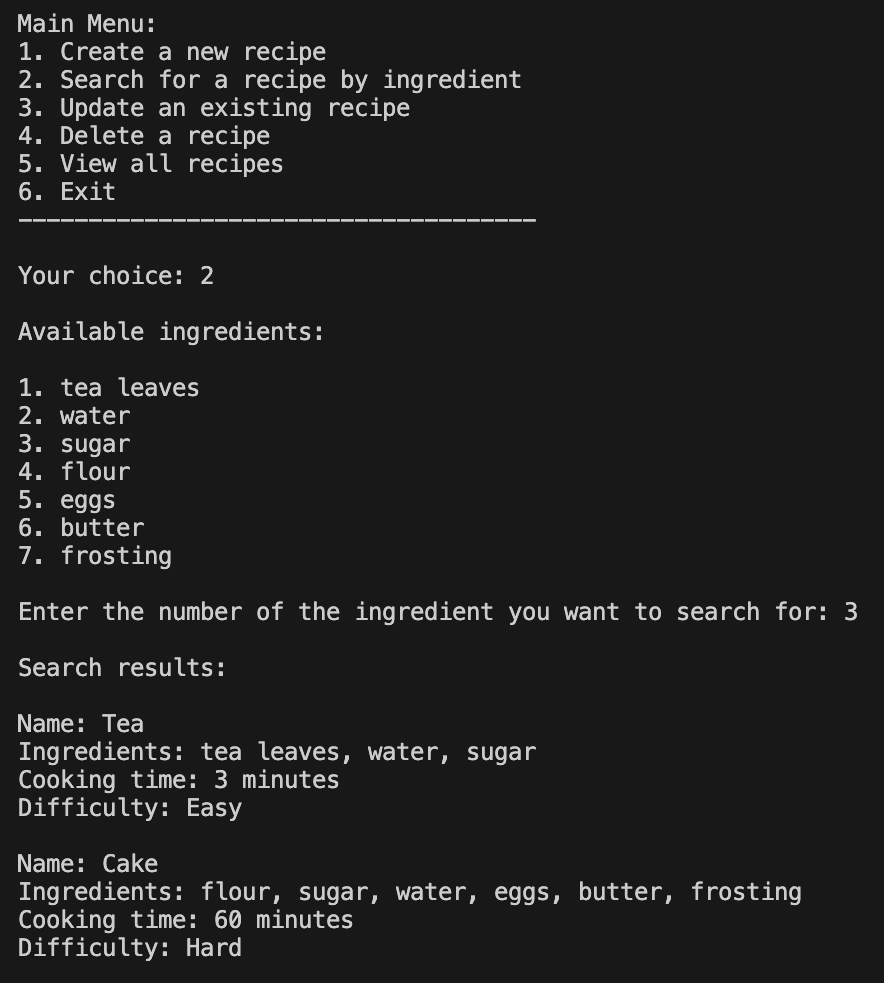 Main Menu:
1. Create a new recipe
2. Search for a recipe by ingredient
3. Update an existing recipe
4. Delete a recipe
5. View all recipes
6. Exit
-------------------------------------
Your choice: 2
Available ingredients:
1. tea leaves
2. water
3. sugar
4. flour
5. eggs
6. butter
7. frosting
Enter the number of the ingredient you want to search for: 3
Search results:
Name: Tea
Ingredients: tea leaves, water, sugar
Cooking time: 3 minutes
Difficulty: Easy
Name: Cake
Ingredients: flour, sugar, water, eggs, butter, frosting
Cooking time: 60 minutes
Difficulty: Hard